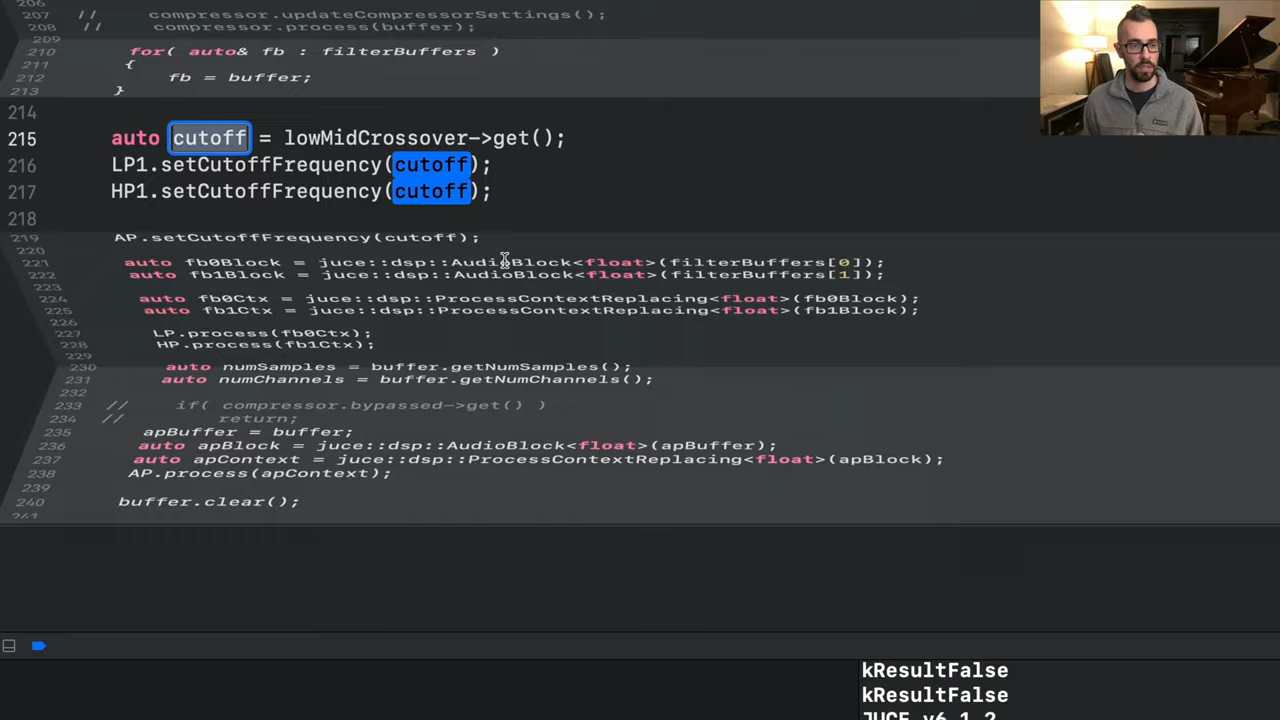 206
207 //    compressor.updateCompressorSettings();
208 //    compressor.process(buffer);
209
210 for( auto& fb : filterBuffers )
211 {
212 fb = buffer;
213 }
214
215 auto cutoff = lowMidCrossover->get();
216 LP1.setCutoffFrequency(cutoff);
217 HP1.setCutoffFrequency(cutoff);
218
219 AP.setCutoffFrequency(cutoff);
220
221 auto fb0Block = juce::dsp::AudioBlock<float>(filterBuffers[0]);
222 auto fb1Block = juce::dsp::AudioBlock<float>(filterBuffers[1]);
224 auto fb0Ctx = juce::dsp::ProcessContextReplacing<float>(fb0Block);
225 auto fb1Ctx = juce::dsp::ProcessContextReplacing<float>(fb1Block);
226
227 LP.process(fb0Ctx);
228 HP.process(fb1Ctx);
229
230 auto numSamples = buffer.getNumSamples();
231 auto numChannels = buffer.getNumChannels();
232
233 //    if( compressor.bypassed->get() )
234 //    return;
235 apBuffer = buffer;
236 auto apBlock = juce::dsp::AudioBlock<float>(apBuffer);
237 auto apContext = juce::dsp::ProcessContextReplacing<float>(apBlock);
238 AP.process(apContext);
239
240 buffer.clear();
241
kResultFalse
kResultFalse
JUCE v6.1.2